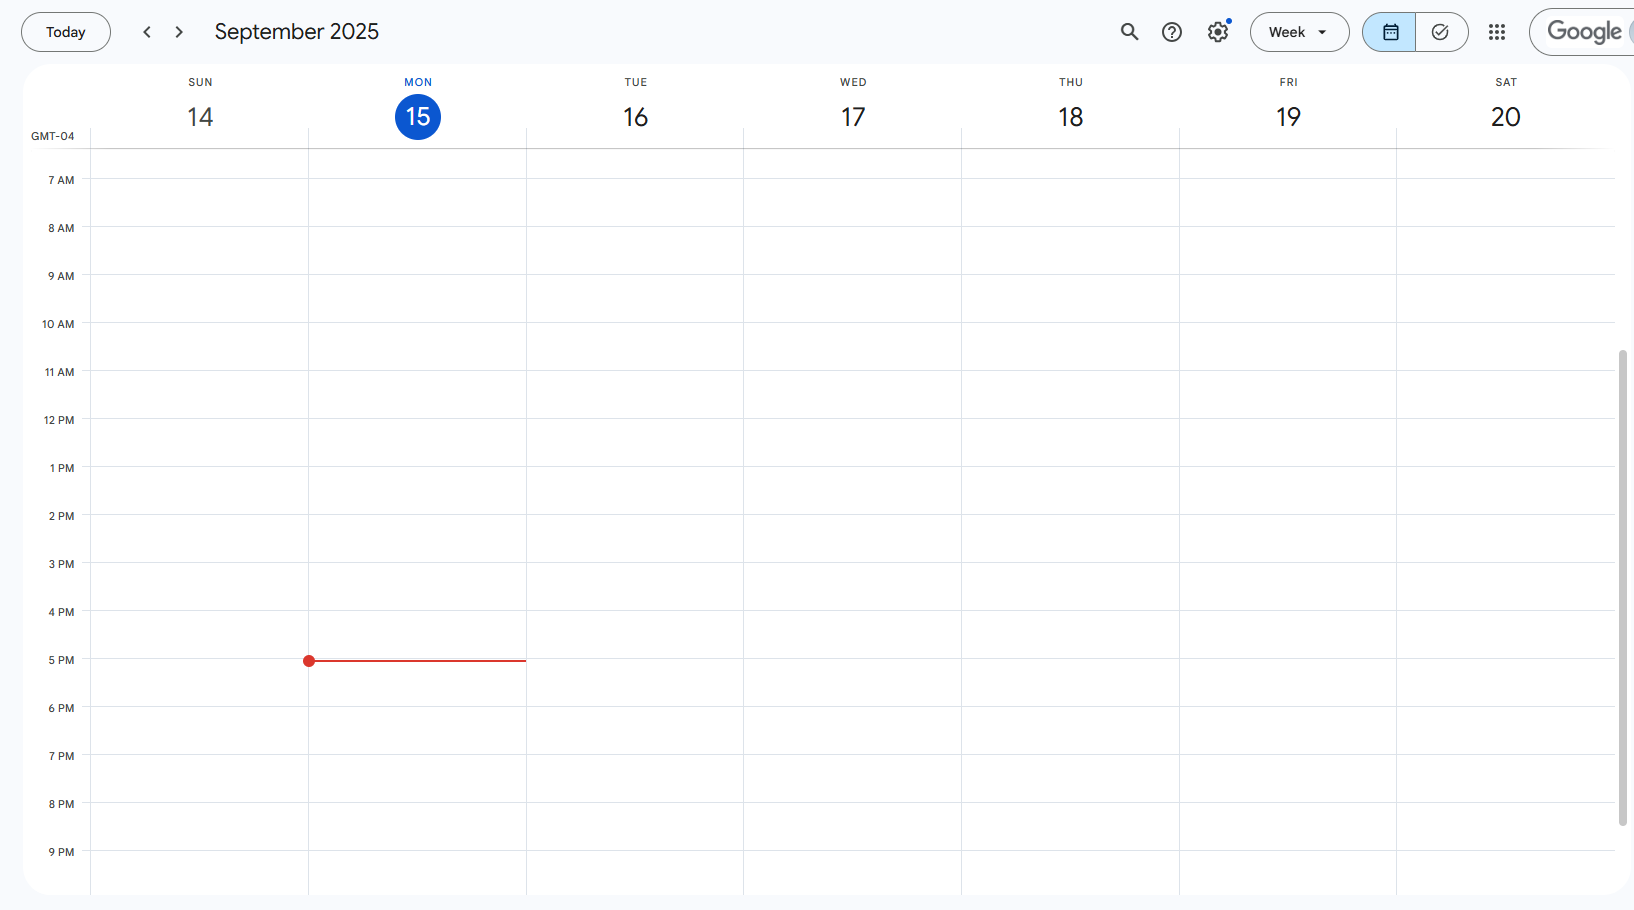 Today
September 2025
Week
Google
SUN MON TUE WED THU FRI SAT
14 15 16 17 18 19 20
GMT-04
7 AM
8 AM
9 AM
10 AM
11 AM
12 PM
1 PM
2 PM
3 PM
4 PM
5 PM
6 PM
7 PM
8 PM
9 PM